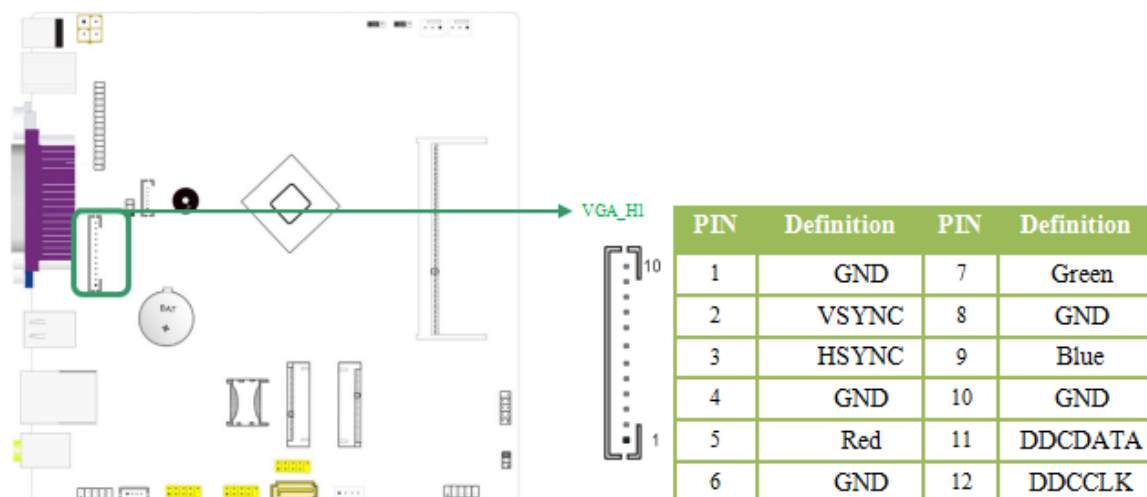 BAT
VGA_H1
10
1
PIN Definition PIN Definition
1 GND 7 Green
2 VSYNC 8 GND
3 HSYNC 9 Blue
4 GND 10 GND
5 Red 11 DDCDATA
6 GND 12 DDCCLK